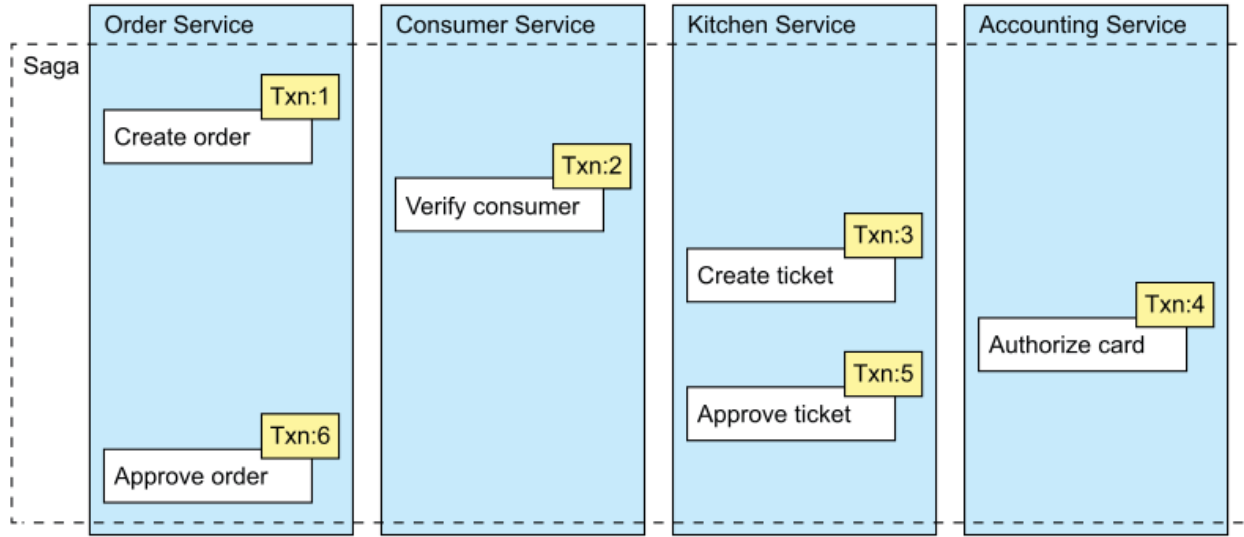 Order Service
Consumer Service
Kitchen Service
Accounting Service
Saga
Txn:1
Create order
Txn:2
Verify consumer
Txn:3
Create ticket
Txn:4
Authorize card
Txn:5
Approve ticket
Txn:6
Approve order